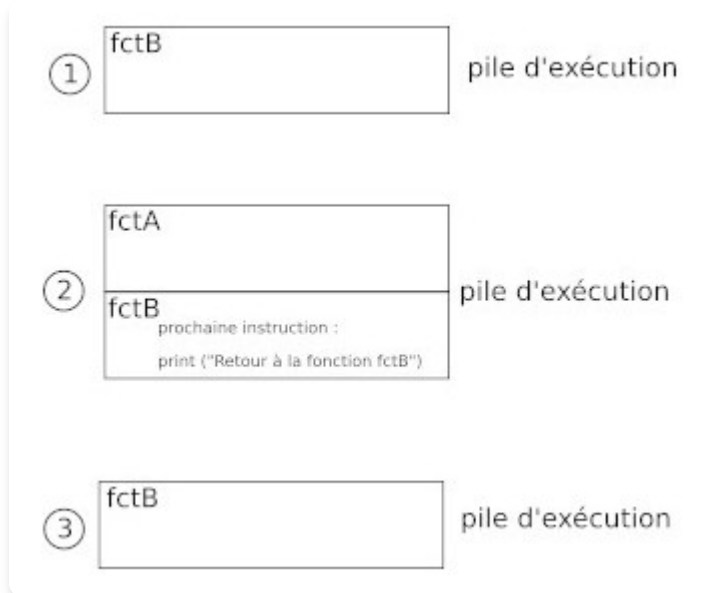 fctB
1 pile d'exécution
fctA
2 pile d'exécution
fctB
prochaine instruction :
print ("Retour à la fonction fctB")
fctB
3 pile d'exécution